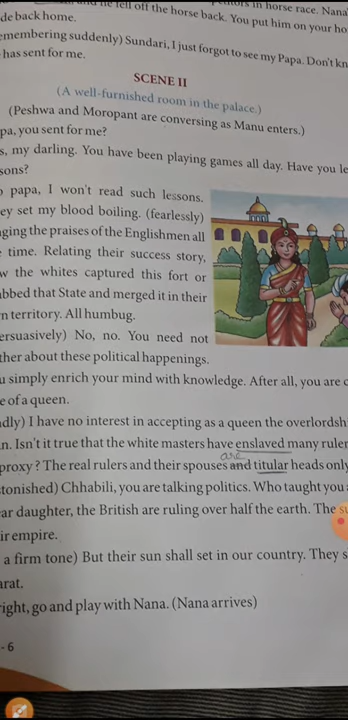 fell off the horse back. You put him on your ho
de back home.
emembering suddenly) Sundari, I just forgot to see my Papa. Don't kn
has sent for me.
SCENE II
(A well-furnished room in the palace.)
(Peshwa and Moropant are conversing as Manu enters.)
pa, you sent for me?
s, my darling. You have been playing games all day. Have you le
sons?
o papa, I won't read such lessons.
ey set my blood boiling. (fearlessly)
nging the praises of the Englishmen all
e time. Relating their success story,
w the whites captured this fort or
abbed that State and merged it in their
n territory. All humbug.
ersuasively) No, no. You need not
ther about these political happenings.
u simply enrich your mind with knowledge. After all, you are c
e of a queen.
dly) I have no interest in accepting as a queen the overlordsh
n. Isn't it true that the white masters have enslaved many ruler
are
proxy ? The real rulers and their spouses and titular heads only
tonished) Chhabili, you are talking politics. Who taught you
ar daughter, the British are ruling over half the earth. The su
ir empire.
a firm tone) But their sun shall set in our country. They s
arat.
right, go and play with Nana. (Nana arrives)
- 6